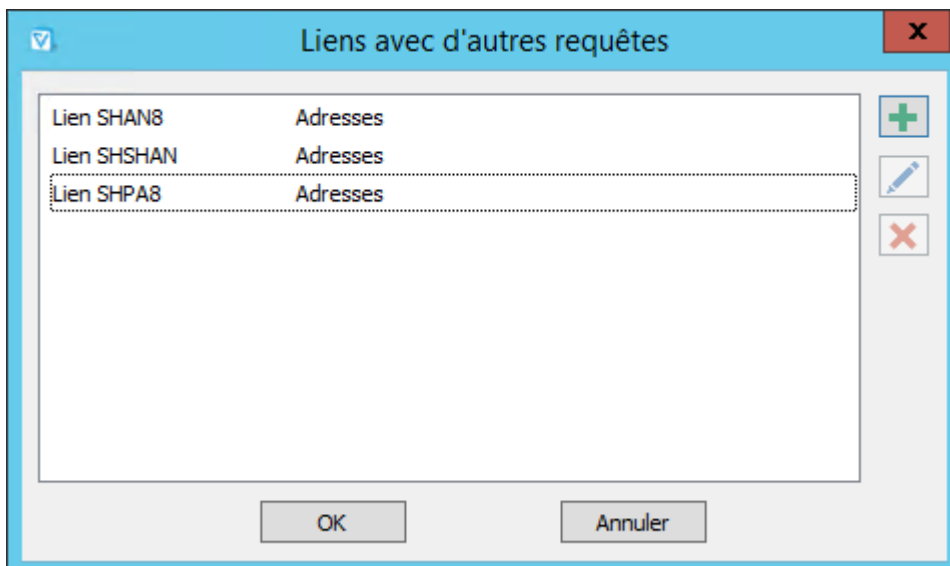 Liens avec d'autres requêtes
Lien SHAN8 Adresses
Lien SHSHAN Adresses
Lien SHPA8 Adresses
OK Annuler